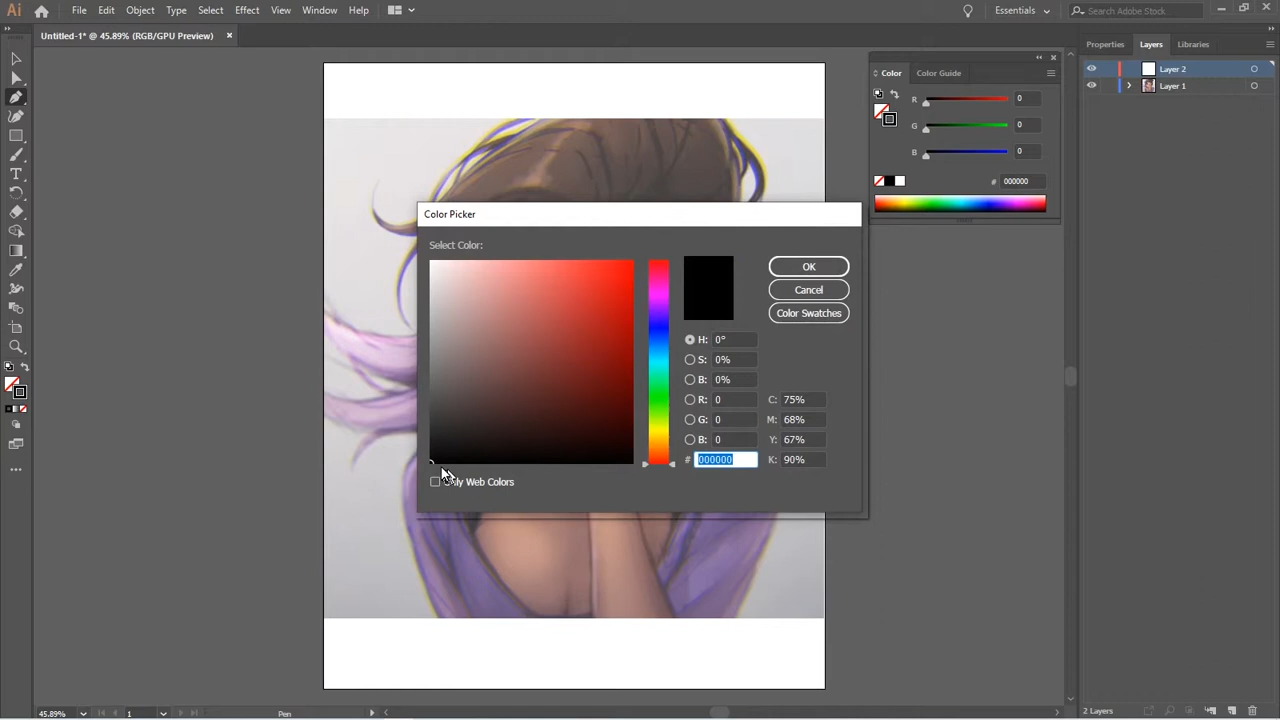 Ai File Edit Object Type Select Effect View Window Help Essentials Search Adobe Stock
Untitled-1* @ 45.89% (RGB/GPU Preview)
Properties Layers Libraries
Layer 2
Layer 1
Color Color Guide
R 0
G 0
B 0
# 000000
Color Picker
Select Color:
OK
Cancel
Color Swatches
H: 0°
S: 0%
B: 0%
R: 0 C: 75%
G: 0 M: 68%
B: 0 Y: 67%
# 000000 K: 90%
Only Web Colors
45.89% 1 Pen 2 Layers